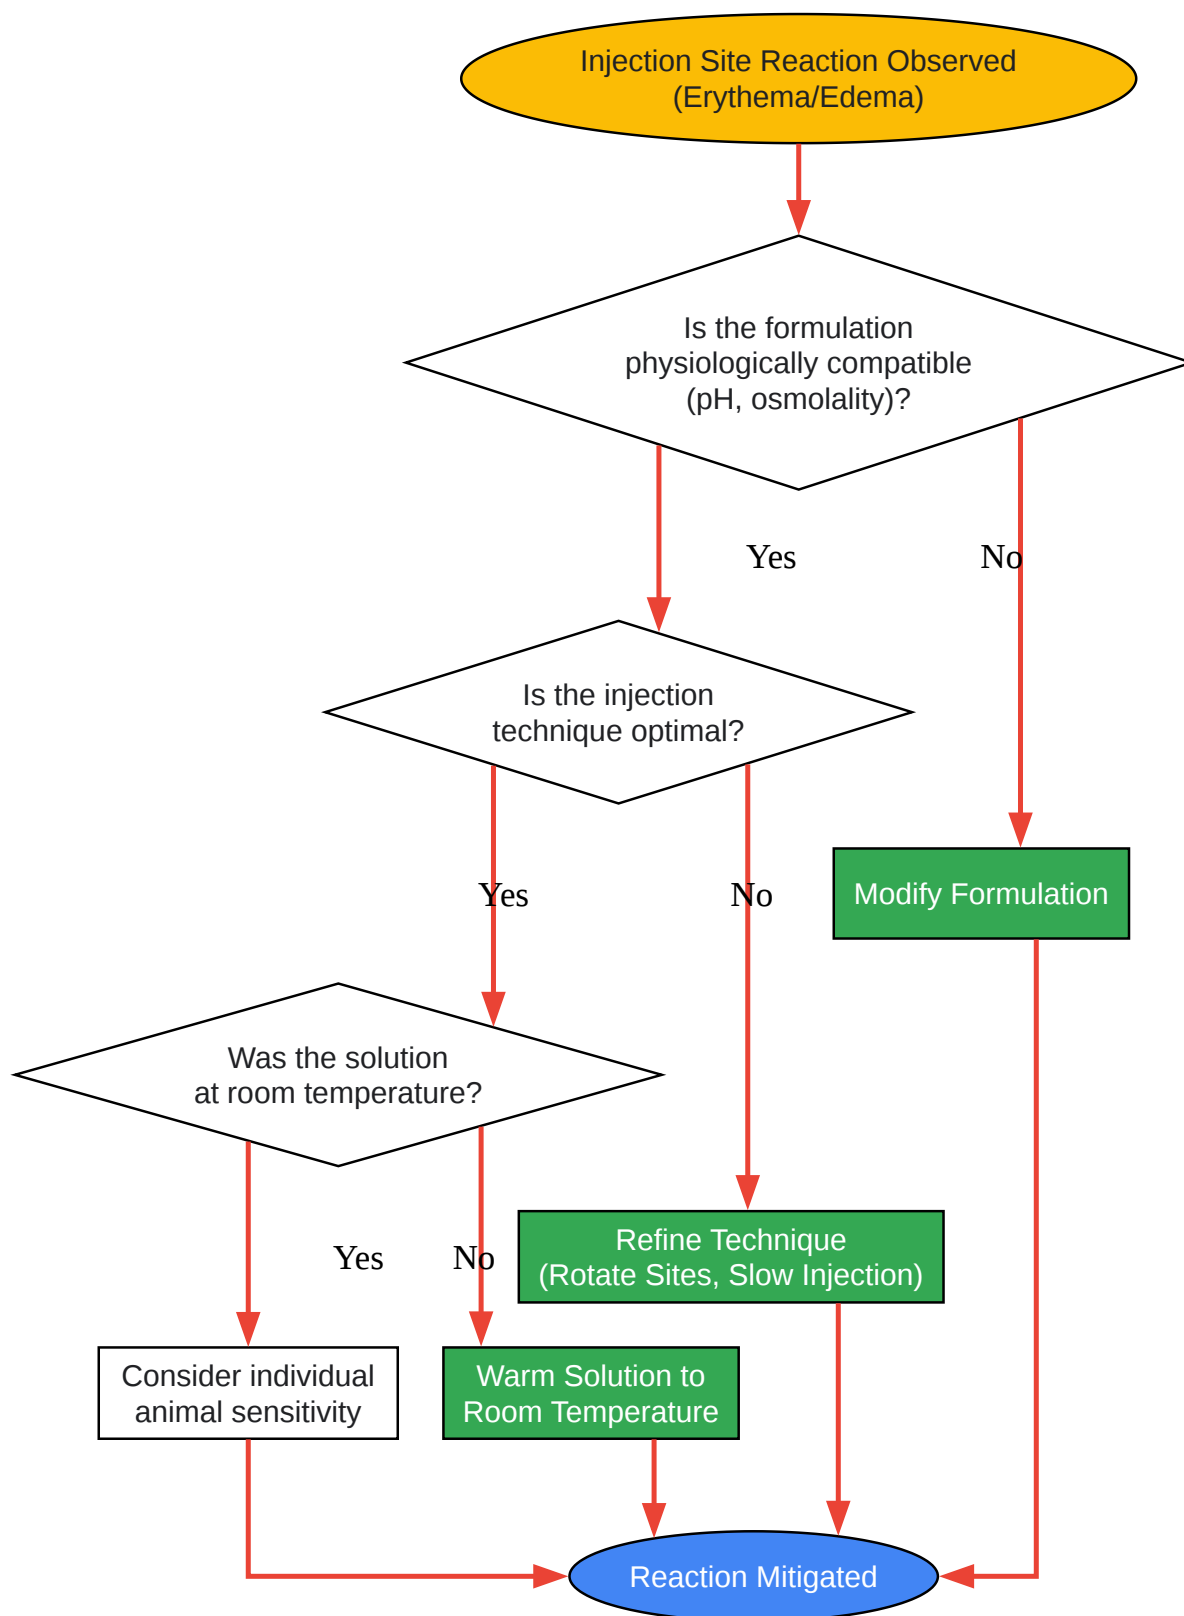 Injection Site Reaction Observed
(Erythema/Edema)
Is the formulation
physiologically compatible
(pH, osmolality)?
Yes
No
Is the injection
technique optimal?
Yes
No
Modify Formulation
Was the solution
at room temperature?
Yes
No
Refine Technique
(Rotate Sites, Slow Injection)
Consider individual
animal sensitivity
Warm Solution to
Room Temperature
Reaction Mitigated